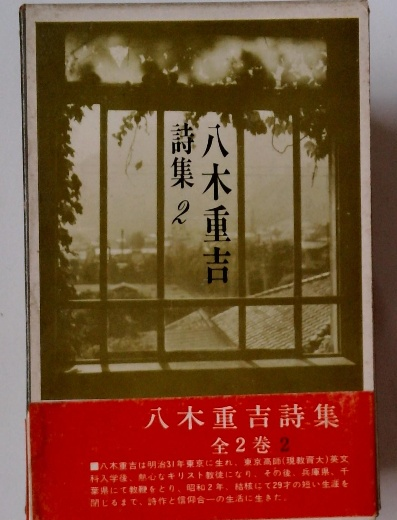 八木重吉
詩集2
八木重吉詩集
全2巻 2
■八木重吉は明治31年東京に生れ、東京高師(現教育大)英文
科入学後、熱心なキリスト教徒になり、その後、兵庫県、千
葉県にて教鞭をとり、昭和2年、結核にて29才の短い生涯を
閉じるまで、詩作と信仰合一の生活に生きた。